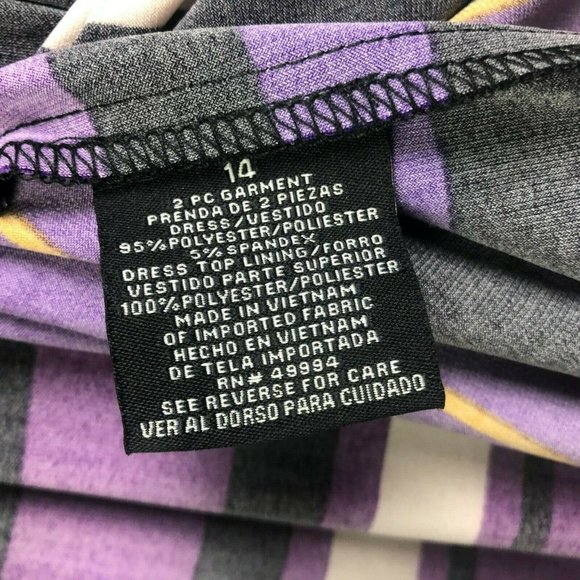 14
2 PC GARMENT
PRENDA DE 2 PIEZAS
DRESS/VESTIDO
95%POLYESTER/POLIESTER
5% SPANDEX
DRESS TOP LINING/FORRO
VESTIDO PARTE SUPERIOR
100%POLYESTER/POLIESTER
MADE IN VIETNAM
OF IMPORTED FABRIC
HECHO EN VIETNAM
DE TELA IMPORTADA
RN# 49994
SEE REVERSE FOR CARE
VER AL DORSO PARA CUIDADO